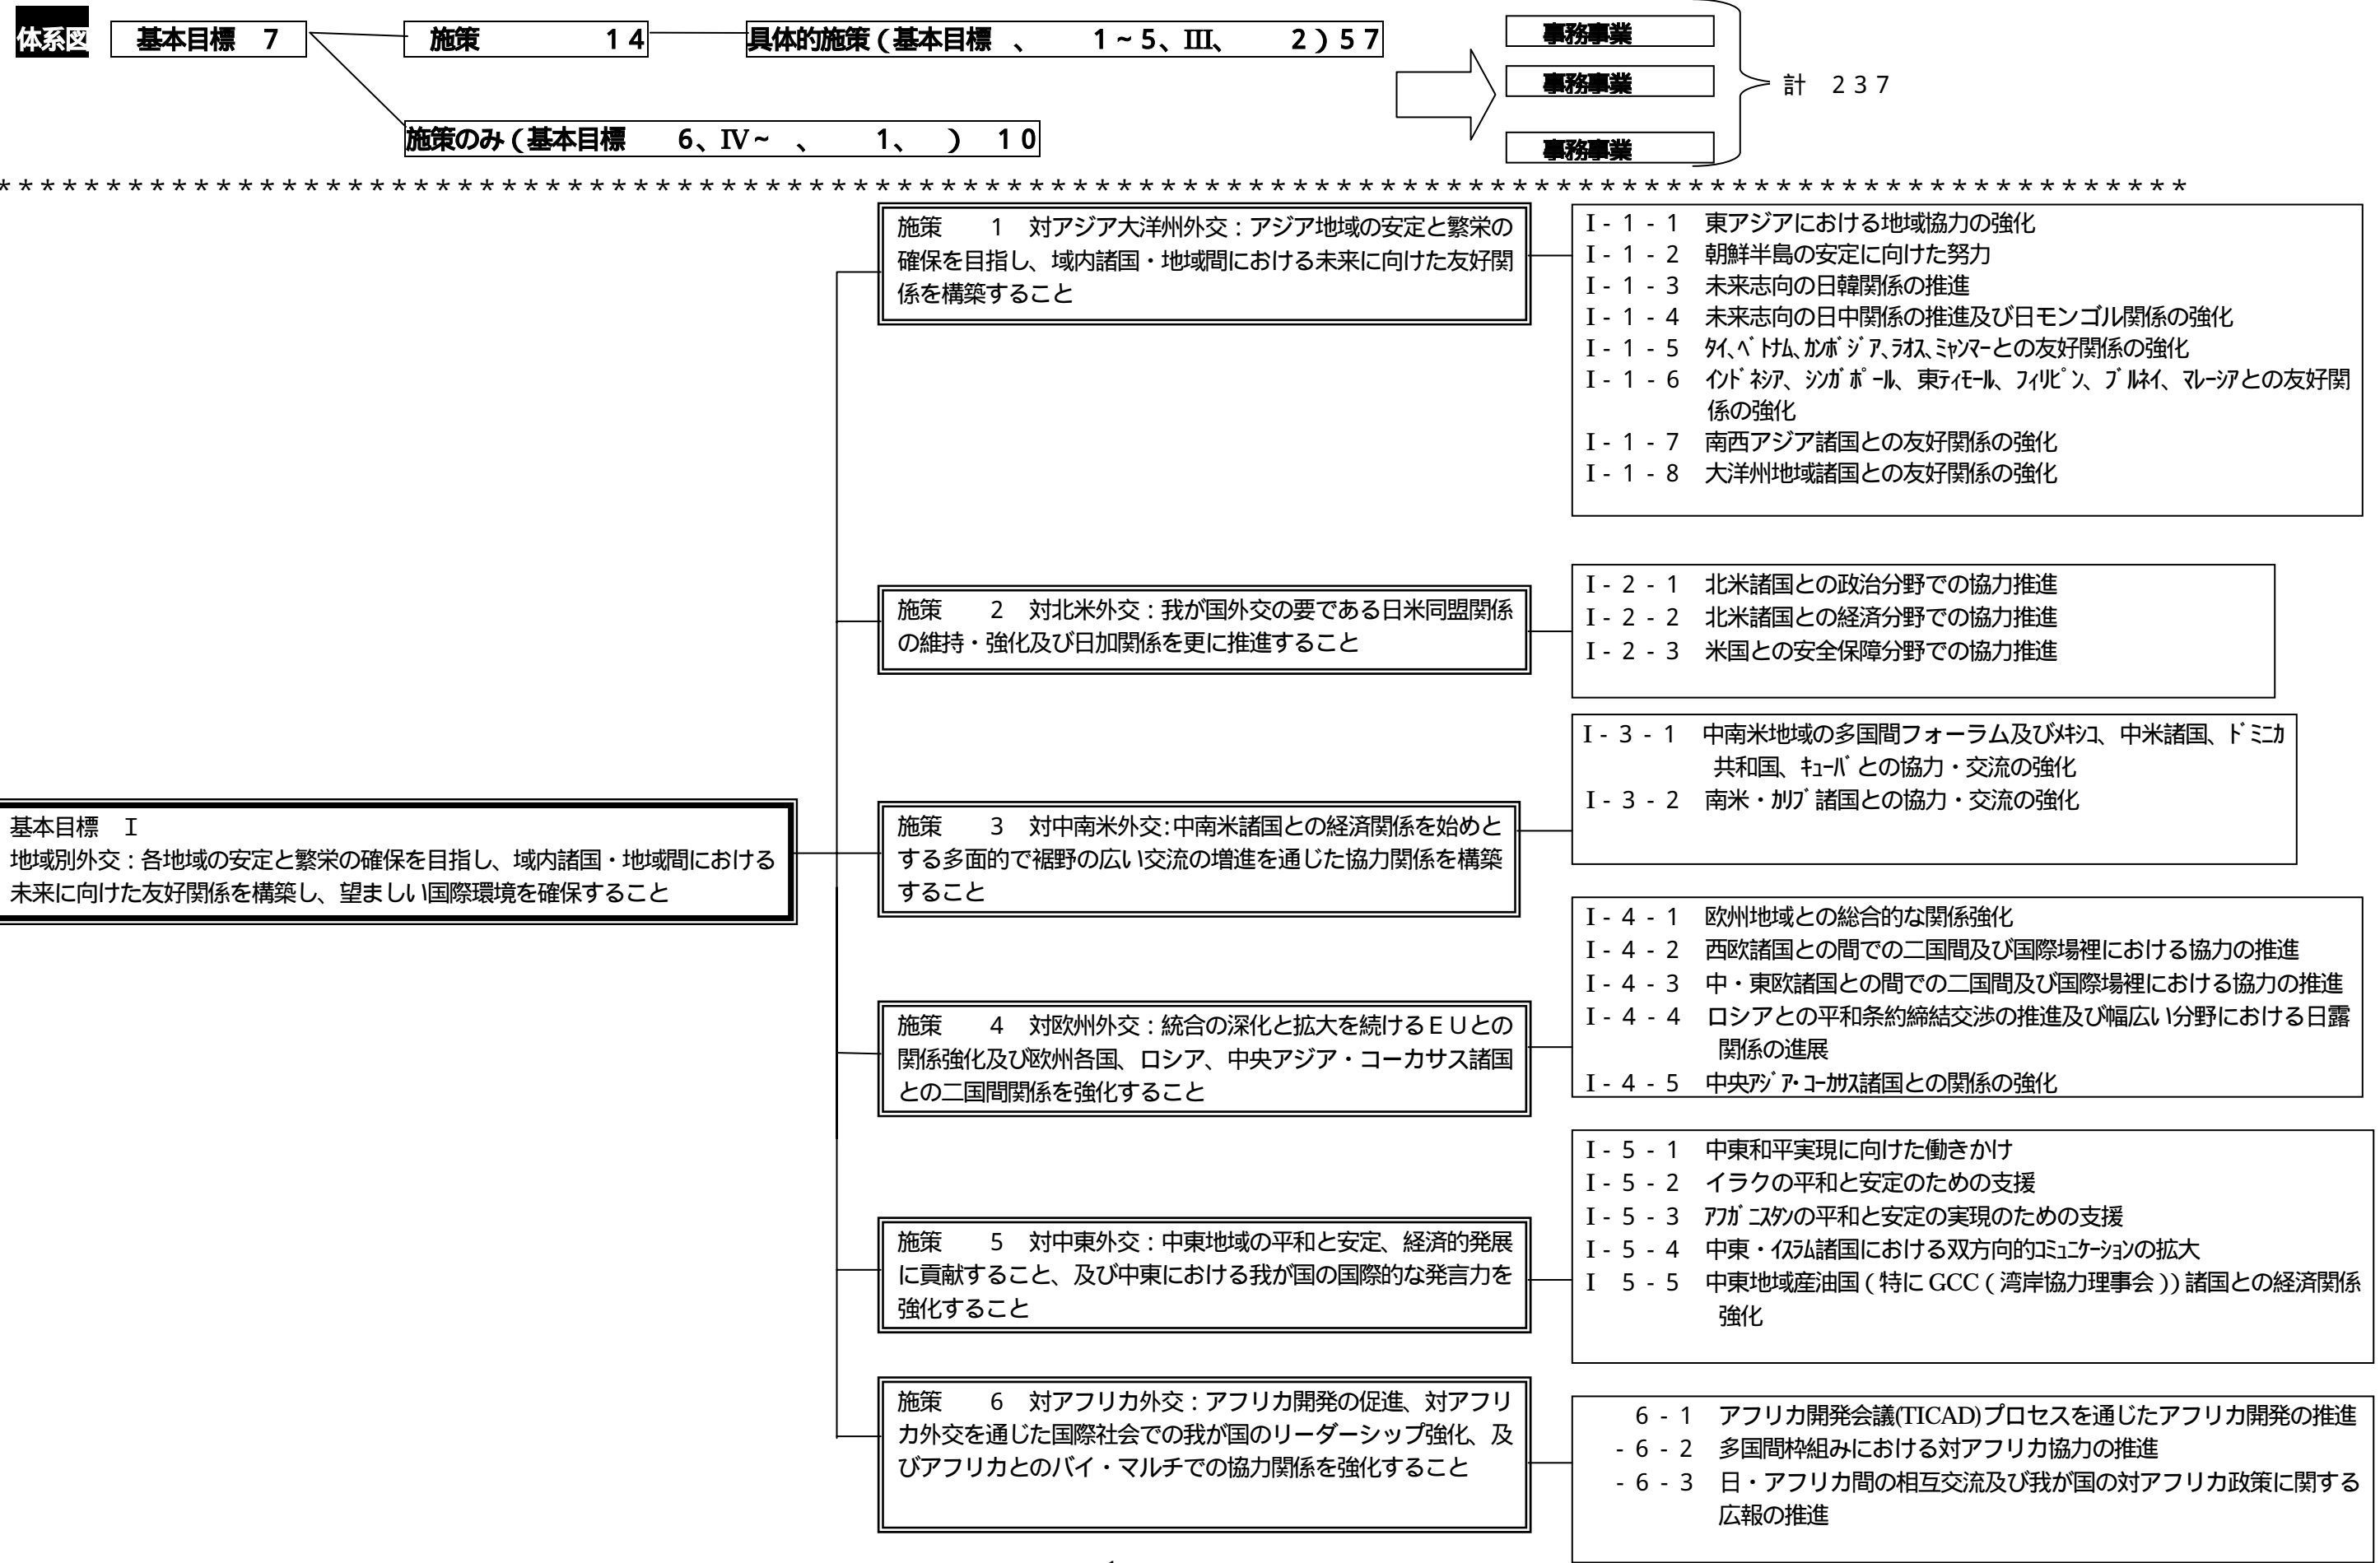 体系図
基本目標　7
施策　14
具体的施策（基本目標　、　1～5、Ⅲ、　2）57
事務事業
事務事業
事務事業
計　237
施策のみ（基本目標　6、Ⅳ～　、　1、　）　10
****************************************************************************************************
施策　1　対アジア大洋州外交：アジア地域の安定と繁栄の
確保を目指し、域内諸国・地域間における未来に向けた友好関
係を構築すること
Ⅰ-1-1　東アジアにおける地域協力の強化
Ⅰ-1-2　朝鮮半島の安定に向けた努力
Ⅰ-1-3　未来志向の日韓関係の推進
Ⅰ-1-4　未来志向の日中関係の推進及び日モンゴル関係の強化
Ⅰ-1-5　ﾀｲ、ﾍﾞﾄﾅﾑ、ｶﾝﾎﾞｼﾞｱ、ﾗｵｽ、ﾐｬﾝﾏｰとの友好関係の強化
Ⅰ-1-6　ｲﾝﾄﾞﾈｼｱ、ｼﾝｶﾞﾎﾟｰﾙ、東ﾃｨﾓｰﾙ、ﾌｨﾘﾋﾟﾝ、ﾌﾞﾙﾈｲ、ﾏﾚｰｼｱとの友好関
係の強化
Ⅰ-1-7　南西アジア諸国との友好関係の強化
Ⅰ-1-8　大洋州地域諸国との友好関係の強化
施策　2　対北米外交：我が国外交の要である日米同盟関係
の維持・強化及び日加関係を更に推進すること
Ⅰ-2-1　北米諸国との政治分野での協力推進
Ⅰ-2-2　北米諸国との経済分野での協力推進
Ⅰ-2-3　米国との安全保障分野での協力推進
基本目標　Ⅰ
地域別外交：各地域の安定と繁栄の確保を目指し、域内諸国・地域間における
未来に向けた友好関係を構築し、望ましい国際環境を確保すること
施策　3　対中南米外交:中南米諸国との経済関係を始めと
する多面的で裾野の広い交流の増進を通じた協力関係を構築
すること
Ⅰ-3-1　中南米地域の多国間フォーラム及びﾒｷｼｺ、中米諸国、ﾄﾞﾐﾆｶ
共和国、ｷｭｰﾊﾞとの協力・交流の強化
Ⅰ-3-2　南米・ｶﾘﾌﾞ諸国との協力・交流の強化
施策　4　対欧州外交：統合の深化と拡大を続けるＥＵとの
関係強化及び欧州各国、ロシア、中央アジア・コーカサス諸国
との二国間関係を強化すること
Ⅰ-4-1　欧州地域との総合的な関係強化
Ⅰ-4-2　西欧諸国との間での二国間及び国際場裡における協力の推進
Ⅰ-4-3　中・東欧諸国との間での二国間及び国際場裡における協力の推進
Ⅰ-4-4　ロシアとの平和条約締結交渉の推進及び幅広い分野における日露
関係の進展
Ⅰ-4-5　中央ｱｼﾞｱ･ｺｰｶｻｽ諸国との関係の強化
施策　5　対中東外交：中東地域の平和と安定、経済的発展
に貢献すること、及び中東における我が国の国際的な発言力を
強化すること
Ⅰ-5-1　中東和平実現に向けた働きかけ
Ⅰ-5-2　イラクの平和と安定のための支援
Ⅰ-5-3　ｱﾌｶﾞﾆｽﾀﾝの平和と安定の実現のための支援
Ⅰ-5-4　中東・ｲｽﾗﾑ諸国における双方向的ｺﾐｭﾆｹｰｼｮﾝの拡大
Ⅰ　5-5　中東地域産油国（特に GCC（湾岸協力理事会））諸国との経済関係
強化
施策　6　対アフリカ外交：アフリカ開発の促進、対アフリ
カ外交を通じた国際社会での我が国のリーダーシップ強化、及
びアフリカとのバイ・マルチでの協力関係を強化すること
6-1　アフリカ開発会議(TICAD)プロセスを通じたアフリカ開発の推進
-6-2　多国間枠組みにおける対アフリカ協力の推進
-6-3　日・アフリカ間の相互交流及び我が国の対アフリカ政策に関する
広報の推進